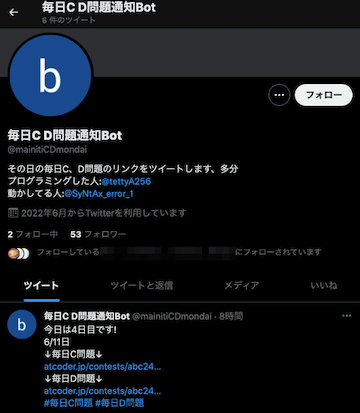 毎日C D問題通知Bot
6 件のツイート
b
フォロー
毎日C D問題通知Bot
@mainitiCDmondai
その日の毎日C、D問題のリンクをツイートします、多分
プログラミングした人:@tettyA256
動かしてる人:@SyNtAx_error_1
2022年6月からTwitterを利用しています
2 フォロー中 53 フォロワー
フォローしている
にフォローされています
ツイート ツイートと返信 メディア いいね
b
毎日C D問題通知Bot @mainitiCDmondai · 8時間
今日は4日目です!
6/11日
↓毎日C問題↓
atcoder.jp/contests/abc24...
↓毎日D問題↓
atcoder.jp/contests/abc24...
#毎日C問題 #毎日D問題